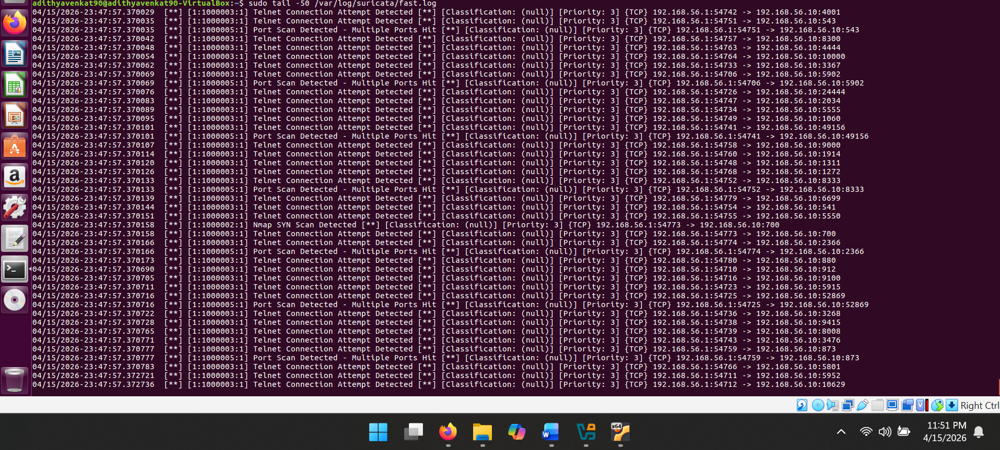 adithyavenkat90@adithyavenkat90-VirtualBox:~$ sudo tail -50 /var/log/suricata/fast.log
04/15/2026-23:47:57.370029  [**] [1:1000003:1] Telnet Connection Attempt Detected [**] [Classification: (null)] [Priority: 3] {TCP} 192.168.56.1:54742 -> 192.168.56.10:4001
04/15/2026-23:47:57.370035  [**] [1:1000003:1] Telnet Connection Attempt Detected [**] [Classification: (null)] [Priority: 3] {TCP} 192.168.56.1:54751 -> 192.168.56.10:543
04/15/2026-23:47:57.370035  [**] [1:1000005:1] Port Scan Detected - Multiple Ports Hit [**] [Classification: (null)] [Priority: 3] {TCP} 192.168.56.1:54751 -> 192.168.56.10:543
04/15/2026-23:47:57.370042  [**] [1:1000003:1] Telnet Connection Attempt Detected [**] [Classification: (null)] [Priority: 3] {TCP} 192.168.56.1:54757 -> 192.168.56.10:8300
04/15/2026-23:47:57.370048  [**] [1:1000003:1] Telnet Connection Attempt Detected [**] [Classification: (null)] [Priority: 3] {TCP} 192.168.56.1:54763 -> 192.168.56.10:4444
04/15/2026-23:47:57.370054  [**] [1:1000003:1] Telnet Connection Attempt Detected [**] [Classification: (null)] [Priority: 3] {TCP} 192.168.56.1:54764 -> 192.168.56.10:10000
04/15/2026-23:47:57.370062  [**] [1:1000003:1] Telnet Connection Attempt Detected [**] [Classification: (null)] [Priority: 3] {TCP} 192.168.56.1:54733 -> 192.168.56.10:3367
04/15/2026-23:47:57.370069  [**] [1:1000003:1] Telnet Connection Attempt Detected [**] [Classification: (null)] [Priority: 3] {TCP} 192.168.56.1:54706 -> 192.168.56.10:5902
04/15/2026-23:47:57.370069  [**] [1:1000005:1] Port Scan Detected - Multiple Ports Hit [**] [Classification: (null)] [Priority: 3] {TCP} 192.168.56.1:54706 -> 192.168.56.10:5902
04/15/2026-23:47:57.370076  [**] [1:1000003:1] Telnet Connection Attempt Detected [**] [Classification: (null)] [Priority: 3] {TCP} 192.168.56.1:54726 -> 192.168.56.10:24444
04/15/2026-23:47:57.370083  [**] [1:1000003:1] Telnet Connection Attempt Detected [**] [Classification: (null)] [Priority: 3] {TCP} 192.168.56.1:54747 -> 192.168.56.10:2034
04/15/2026-23:47:57.370089  [**] [1:1000003:1] Telnet Connection Attempt Detected [**] [Classification: (null)] [Priority: 3] {TCP} 192.168.56.1:54734 -> 192.168.56.10:5555
04/15/2026-23:47:57.370095  [**] [1:1000003:1] Telnet Connection Attempt Detected [**] [Classification: (null)] [Priority: 3] {TCP} 192.168.56.1:54749 -> 192.168.56.10:1060
04/15/2026-23:47:57.370101  [**] [1:1000003:1] Telnet Connection Attempt Detected [**] [Classification: (null)] [Priority: 3] {TCP} 192.168.56.1:54741 -> 192.168.56.10:49156
04/15/2026-23:47:57.370101  [**] [1:1000005:1] Port Scan Detected - Multiple Ports Hit [**] [Classification: (null)] [Priority: 3] {TCP} 192.168.56.1:54741 -> 192.168.56.10:49156
04/15/2026-23:47:57.370107  [**] [1:1000003:1] Telnet Connection Attempt Detected [**] [Classification: (null)] [Priority: 3] {TCP} 192.168.56.1:54758 -> 192.168.56.10:9000
04/15/2026-23:47:57.370114  [**] [1:1000003:1] Telnet Connection Attempt Detected [**] [Classification: (null)] [Priority: 3] {TCP} 192.168.56.1:54760 -> 192.168.56.10:1914
04/15/2026-23:47:57.370120  [**] [1:1000003:1] Telnet Connection Attempt Detected [**] [Classification: (null)] [Priority: 3] {TCP} 192.168.56.1:54748 -> 192.168.56.10:1311
04/15/2026-23:47:57.370126  [**] [1:1000003:1] Telnet Connection Attempt Detected [**] [Classification: (null)] [Priority: 3] {TCP} 192.168.56.1:54768 -> 192.168.56.10:1272
04/15/2026-23:47:57.370133  [**] [1:1000003:1] Telnet Connection Attempt Detected [**] [Classification: (null)] [Priority: 3] {TCP} 192.168.56.1:54752 -> 192.168.56.10:8333
04/15/2026-23:47:57.370133  [**] [1:1000005:1] Port Scan Detected - Multiple Ports Hit [**] [Classification: (null)] [Priority: 3] {TCP} 192.168.56.1:54752 -> 192.168.56.10:8333
04/15/2026-23:47:57.370139  [**] [1:1000003:1] Telnet Connection Attempt Detected [**] [Classification: (null)] [Priority: 3] {TCP} 192.168.56.1:54779 -> 192.168.56.10:6699
04/15/2026-23:47:57.370144  [**] [1:1000003:1] Telnet Connection Attempt Detected [**] [Classification: (null)] [Priority: 3] {TCP} 192.168.56.1:54754 -> 192.168.56.10:541
04/15/2026-23:47:57.370151  [**] [1:1000003:1] Telnet Connection Attempt Detected [**] [Classification: (null)] [Priority: 3] {TCP} 192.168.56.1:54755 -> 192.168.56.10:5550
04/15/2026-23:47:57.370158  [**] [1:1000002:1] Nmap SYN Scan Detected [**] [Classification: (null)] [Priority: 3] {TCP} 192.168.56.1:54773 -> 192.168.56.10:700
04/15/2026-23:47:57.370158  [**] [1:1000003:1] Telnet Connection Attempt Detected [**] [Classification: (null)] [Priority: 3] {TCP} 192.168.56.1:54773 -> 192.168.56.10:700
04/15/2026-23:47:57.370166  [**] [1:1000003:1] Telnet Connection Attempt Detected [**] [Classification: (null)] [Priority: 3] {TCP} 192.168.56.1:54774 -> 192.168.56.10:2366
04/15/2026-23:47:57.370166  [**] [1:1000005:1] Port Scan Detected - Multiple Ports Hit [**] [Classification: (null)] [Priority: 3] {TCP} 192.168.56.1:54774 -> 192.168.56.10:2366
04/15/2026-23:47:57.370173  [**] [1:1000003:1] Telnet Connection Attempt Detected [**] [Classification: (null)] [Priority: 3] {TCP} 192.168.56.1:54780 -> 192.168.56.10:880
04/15/2026-23:47:57.370690  [**] [1:1000003:1] Telnet Connection Attempt Detected [**] [Classification: (null)] [Priority: 3] {TCP} 192.168.56.1:54710 -> 192.168.56.10:912
04/15/2026-23:47:57.370705  [**] [1:1000003:1] Telnet Connection Attempt Detected [**] [Classification: (null)] [Priority: 3] {TCP} 192.168.56.1:54716 -> 192.168.56.10:9100
04/15/2026-23:47:57.370711  [**] [1:1000003:1] Telnet Connection Attempt Detected [**] [Classification: (null)] [Priority: 3] {TCP} 192.168.56.1:54723 -> 192.168.56.10:5915
04/15/2026-23:47:57.370716  [**] [1:1000003:1] Telnet Connection Attempt Detected [**] [Classification: (null)] [Priority: 3] {TCP} 192.168.56.1:54725 -> 192.168.56.10:52869
04/15/2026-23:47:57.370716  [**] [1:1000005:1] Port Scan Detected - Multiple Ports Hit [**] [Classification: (null)] [Priority: 3] {TCP} 192.168.56.1:54725 -> 192.168.56.10:52869
04/15/2026-23:47:57.370722  [**] [1:1000003:1] Telnet Connection Attempt Detected [**] [Classification: (null)] [Priority: 3] {TCP} 192.168.56.1:54736 -> 192.168.56.10:3268
04/15/2026-23:47:57.370728  [**] [1:1000003:1] Telnet Connection Attempt Detected [**] [Classification: (null)] [Priority: 3] {TCP} 192.168.56.1:54738 -> 192.168.56.10:9415
04/15/2026-23:47:57.370765  [**] [1:1000003:1] Telnet Connection Attempt Detected [**] [Classification: (null)] [Priority: 3] {TCP} 192.168.56.1:54739 -> 192.168.56.10:8008
04/15/2026-23:47:57.370771  [**] [1:1000003:1] Telnet Connection Attempt Detected [**] [Classification: (null)] [Priority: 3] {TCP} 192.168.56.1:54743 -> 192.168.56.10:3476
04/15/2026-23:47:57.370777  [**] [1:1000003:1] Telnet Connection Attempt Detected [**] [Classification: (null)] [Priority: 3] {TCP} 192.168.56.1:54759 -> 192.168.56.10:873
04/15/2026-23:47:57.370777  [**] [1:1000005:1] Port Scan Detected - Multiple Ports Hit [**] [Classification: (null)] [Priority: 3] {TCP} 192.168.56.1:54759 -> 192.168.56.10:873
04/15/2026-23:47:57.370783  [**] [1:1000003:1] Telnet Connection Attempt Detected [**] [Classification: (null)] [Priority: 3] {TCP} 192.168.56.1:54766 -> 192.168.56.10:5801
04/15/2026-23:47:57.372721  [**] [1:1000003:1] Telnet Connection Attempt Detected [**] [Classification: (null)] [Priority: 3] {TCP} 192.168.56.1:54711 -> 192.168.56.10:5952
04/15/2026-23:47:57.372736  [**] [1:1000003:1] Telnet Connection Attempt Detected [**] [Classification: (null)] [Priority: 3] {TCP} 192.168.56.1:54712 -> 192.168.56.10:10629
Right Ctrl
x64
11:51 PM
4/15/2026